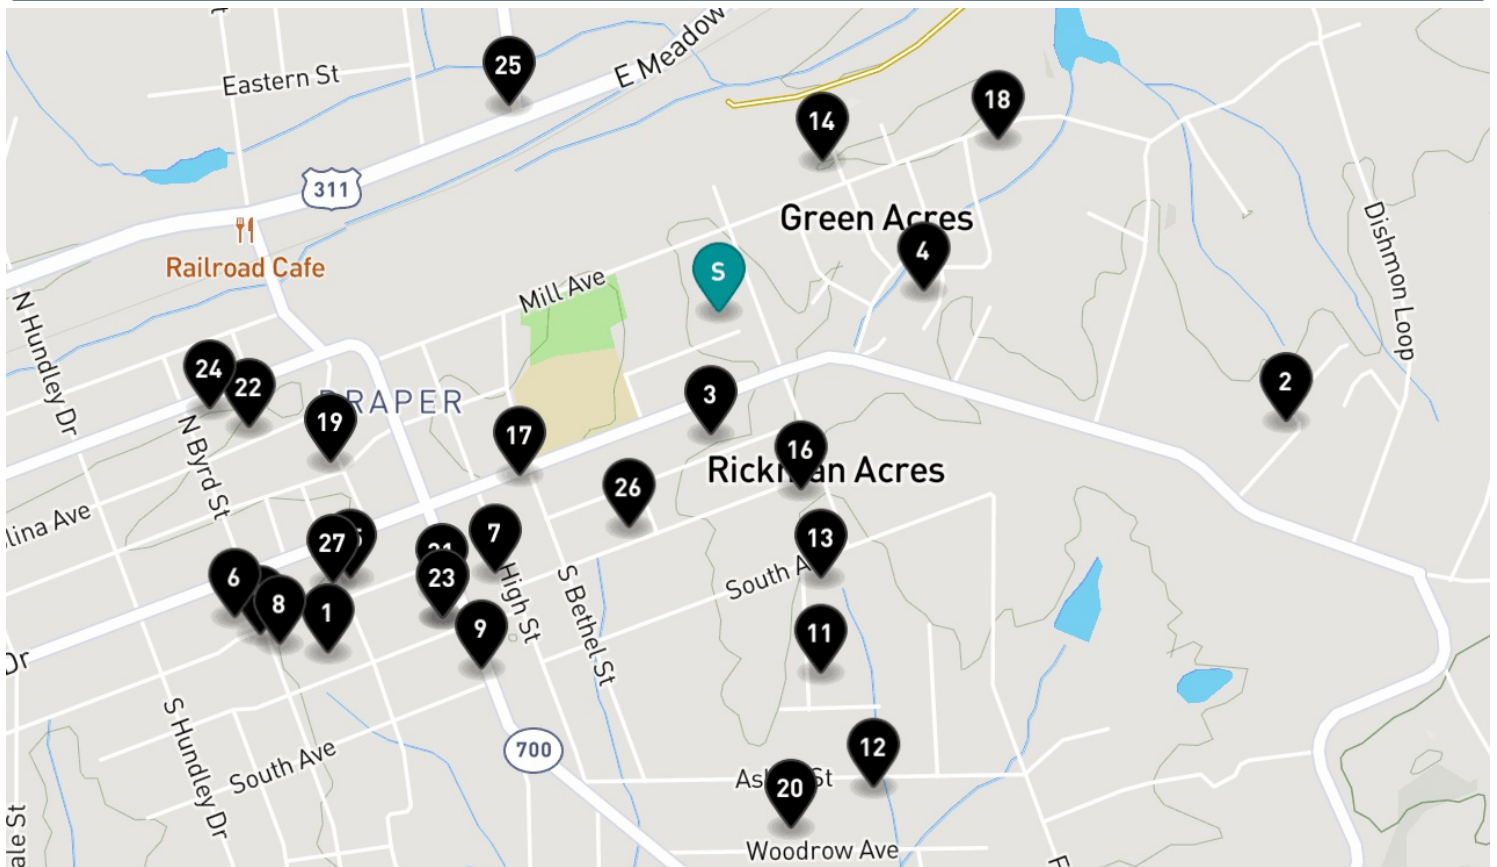 25
Eastern St
E Meadow
18
14
311
Green Acres
Railroad Cafe
4
S
Mill Ave
Dishmon Loop
N Hundley Dr
24
22
DRAPER
3
2
19
17
N Byrd St
16
Rickman Acres
26
lina Ave
27
21
7
13
6
8
1
23
High St
S Bethel St
South A
9
11
Dr
S Hundley Dr
700
12
South Ave
20
St
ale St
Woodrow Ave